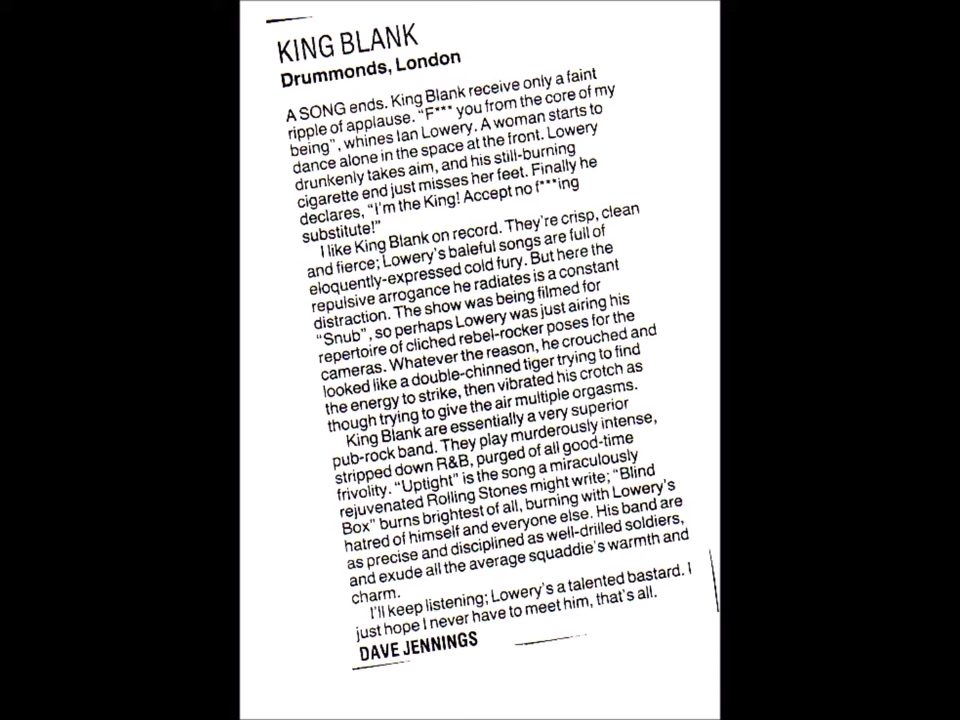 KING BLANK
Drummonds, London
A SONG ends. King Blank receive only a faint
ripple of applause. "F*** you from the core of my
being", whines Ian Lowery. A woman starts to
dance alone in the space at the front. Lowery
drunkenly takes aim, and his still-burning
cigarette end just misses her feet. Finally he
declares, "I'm the King! Accept no f***ing
substitute!"
I like King Blank on record. They're crisp, clean
and fierce; Lowery's baleful songs are full of
eloquently-expressed cold fury. But here the
repulsive arrogance he radiates is a constant
distraction. The show was being filmed for
"Snub", so perhaps Lowery was just airing his
repertoire of cliched rebel-rocker poses for the
cameras. Whatever the reason, he crouched and
looked like a double-chinned tiger trying to find
the energy to strike, then vibrated his crotch as
though trying to give the air multiple orgasms.
King Blank are essentially a very superior
pub-rock band. They play murderously intense,
stripped down R&B, purged of all good-time
frivolity. "Uptight" is the song a miraculously
rejuvenated Rolling Stones might write; "Blind
Box" burns brightest of all, burning with Lowery's
hatred of himself and everyone else. His band are
as precise and disciplined as well-drilled soldiers,
and exude all the average squaddie's warmth and
charm.
I'll keep listening; Lowery's a talented bastard. I
just hope I never have to meet him, that's all.
DAVE JENNINGS